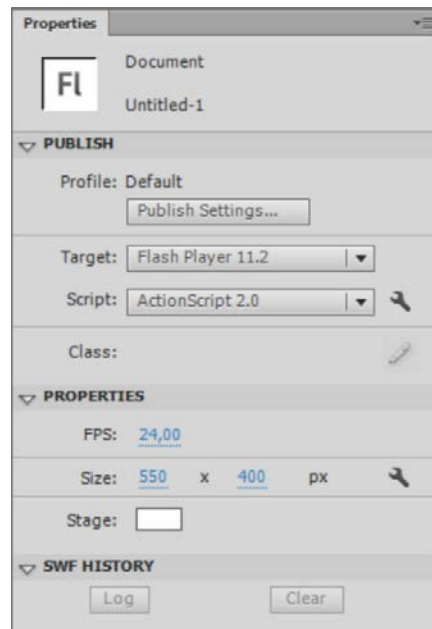 Properties
Fl
Document
Untitled-1
PUBLISH
Profile: Default
Publish Settings...
Target: Flash Player 11.2
Script: ActionScript 2.0
Class:
PROPERTIES
FPS: 24,00
Size: 550 x 400 px
Stage:
SWF HISTORY
Log Clear